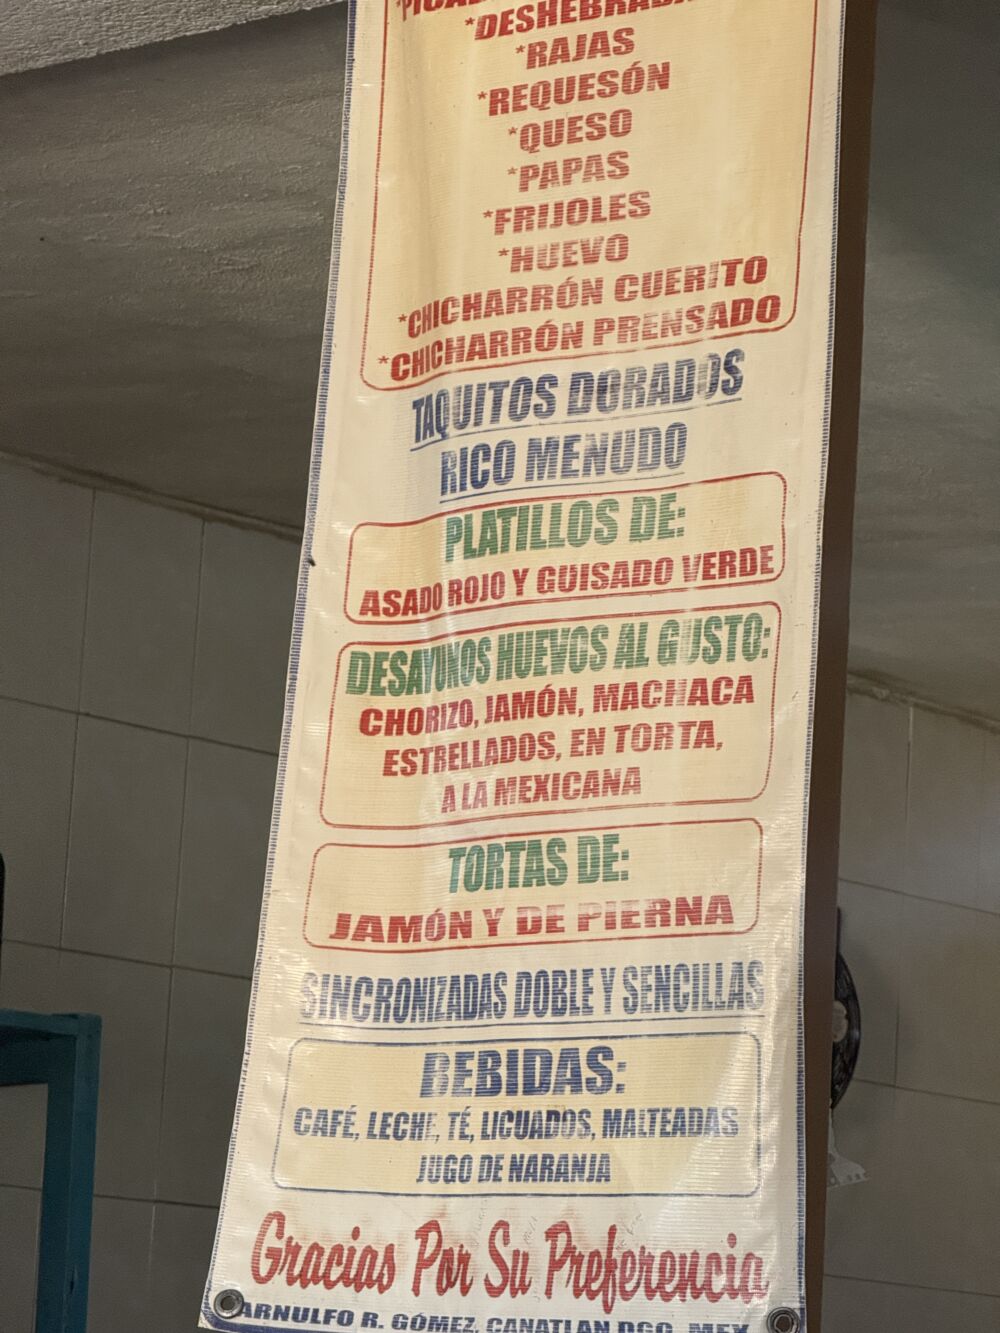 *DESHEBRADA
*RAJAS
*REQUESÓN
*QUESO
*PAPAS
*FRIJOLES
*HUEVO
*CHICHARRÓN CUERITO
*CHICHARRÓN PRENSADO
TAQUITOS DORADOS
RICO MENUDO
PLATILLOS DE:
ASADO ROJO Y GUISADO VERDE
DESAYUNOS HUEVOS AL GUSTO:
CHORIZO, JAMÓN, MACHACA
ESTRELLADOS, EN TORTA,
A LA MEXICANA
TORTAS DE:
JAMÓN Y DE PIERNA
SINCRONIZADAS DOBLE Y SENCILLAS
BEBIDAS:
CAFÉ, LECHE, TÉ, LICUADOS, MALTEADAS
JUGO DE NARANJA
Gracias Por Su Preferencia
ARNULFO R. GÓMEZ, CANATLAN DGO. MEX.